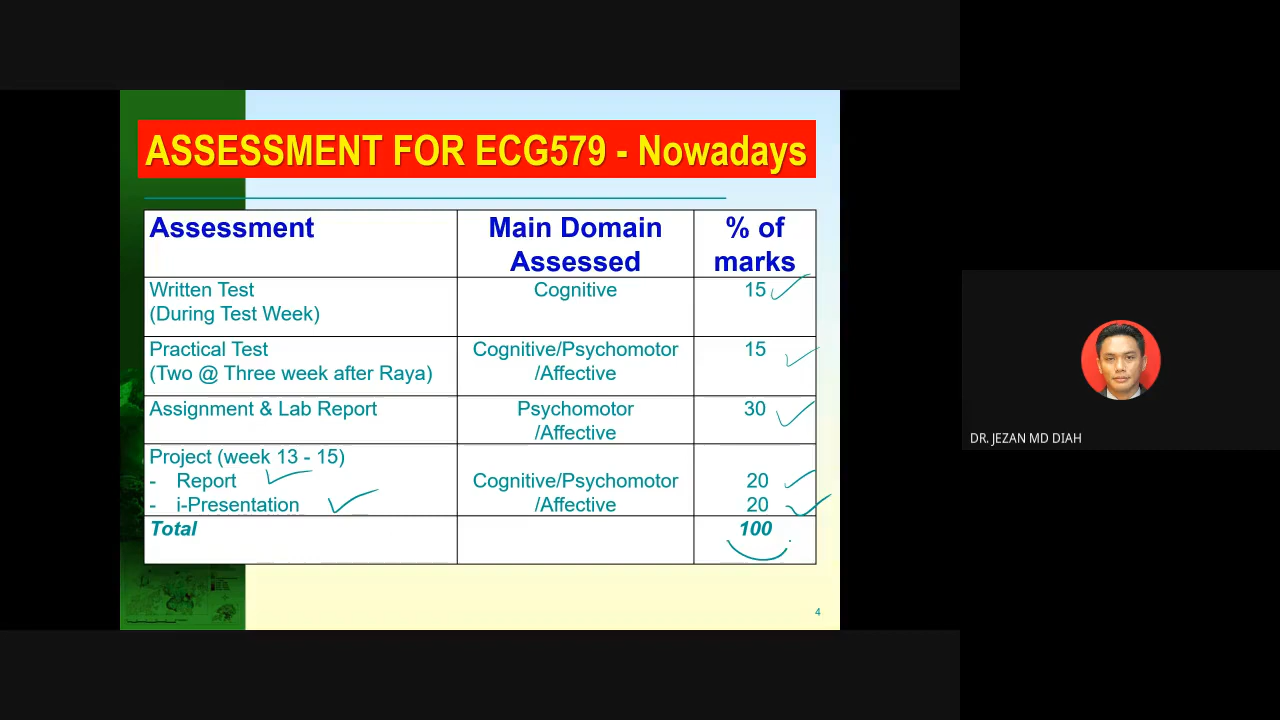 ASSESSMENT FOR ECG579 - Nowadays
Assessment
Main Domain
Assessed
% of
marks
Written Test
(During Test Week)
Cognitive
15
Practical Test
(Two @ Three week after Raya)
Cognitive/Psychomotor
/Affective
15
Assignment & Lab Report
Psychomotor
/Affective
30
Project (week 13 - 15)
- Report
- i-Presentation
Cognitive/Psychomotor
/Affective
20
20
Total
100
4
DR. JEZAN MD DIAH